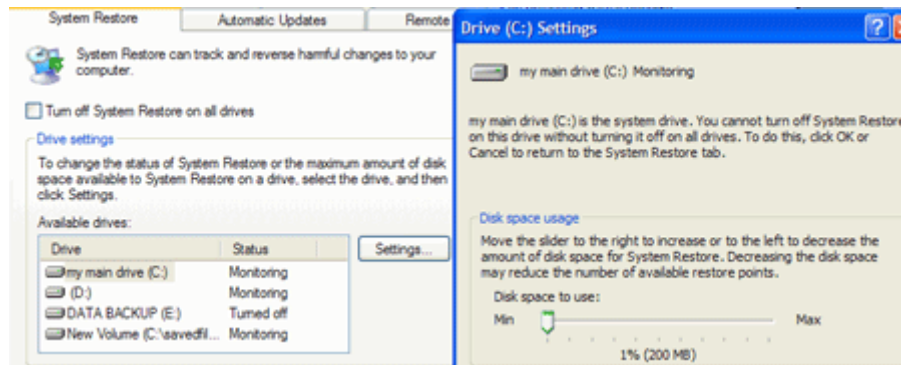 System Restore
Automatic Updates
Remote
System Restore can track and reverse harmful changes to your
computer.
Turn off System Restore on all drives
Drive settings
To change the status of System Restore or the maximum amount of disk
space available to System Restore on a drive, select the drive, and then
click Settings.
Available drives:
Drive Status
my main drive (C:) Monitoring
(D:) Monitoring
DATA BACKUP (E:) Turned off
New Volume (C:\savedfil... Monitoring
Settings...
Drive (C:) Settings
my main drive (C:) Monitoring
my main drive (C:) is the system drive. You cannot turn off System Restore
on this drive without turning it off on all drives. To do this, click OK or
Cancel to return to the System Restore tab.
Disk space usage
Move the slider to the right to increase or to the left to decrease the
amount of disk space for System Restore. Decreasing the disk space
may reduce the number of available restore points.
Disk space to use:
Min Max
1% (200 MB)